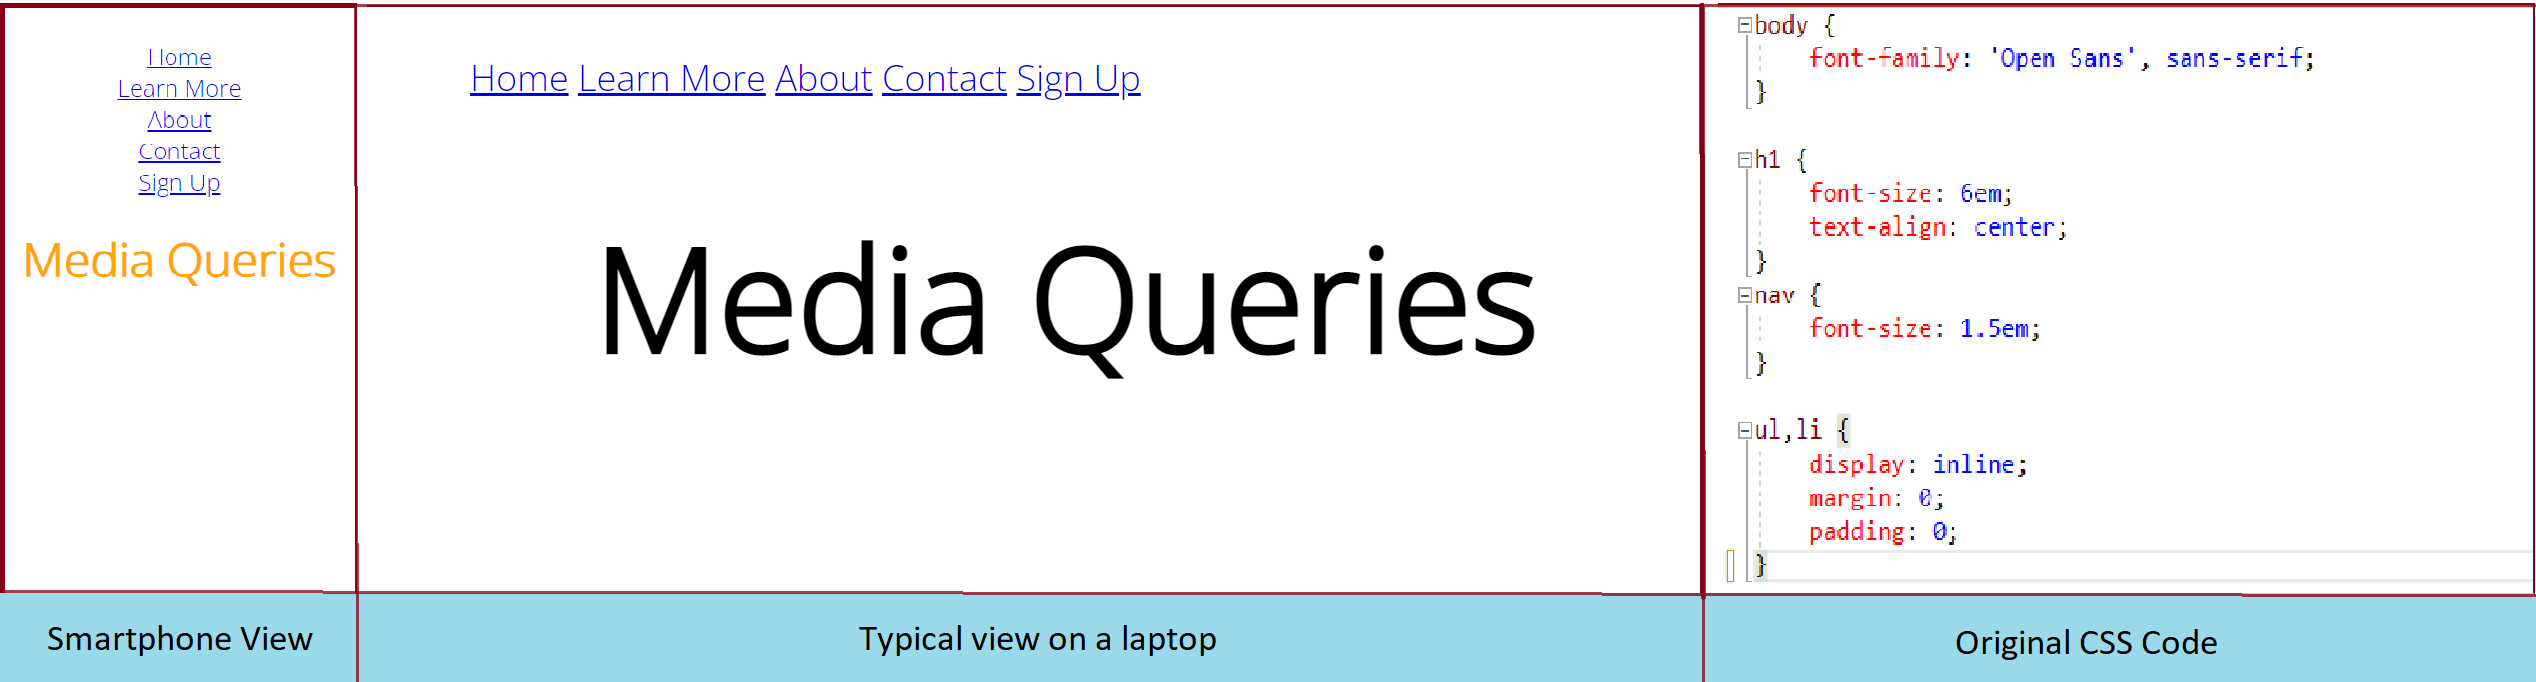 Home
Learn More
About
Contact
Sign Up
Media Queries
Smartphone View
Home Learn More About Contact Sign Up
Media Queries
Typical view on a laptop
body {
font-family: 'Open Sans', sans-serif;
}
h1 {
font-size: 6em;
text-align: center;
}
nav {
font-size: 1.5em;
}
ul,li {
display: inline;
margin: 0;
padding: 0;
}
Original CSS Code